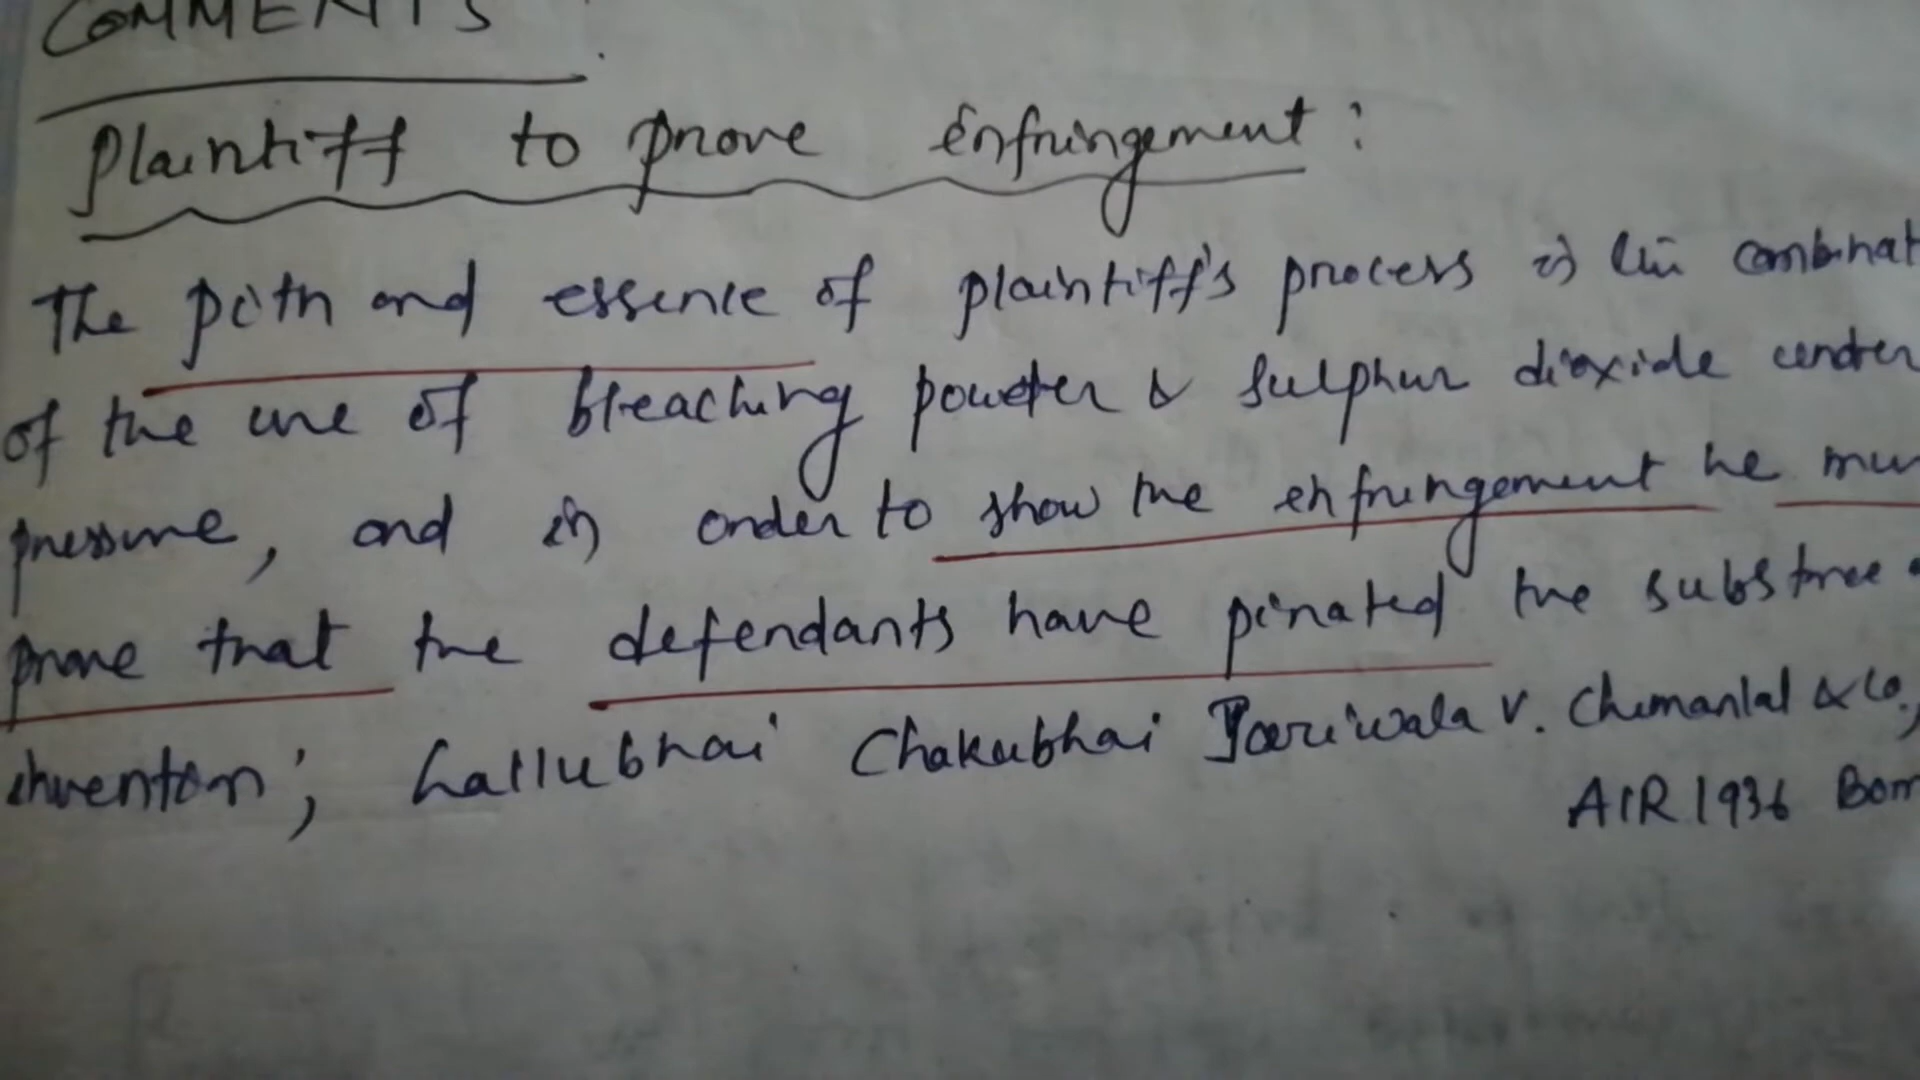 COMMENTS
Plaintiff to prove infringement:
The pith and essence of plaintiff's process is the combinat
of the use of bleaching powder & sulphur dioxide under
pressure, and in order to show the infringement he mus
prove that the defendants have pirated the substnce
invention; Lallubhai Chakubhai Jariwala v. Chimanlal & Co.,
AIR 1936 Bom